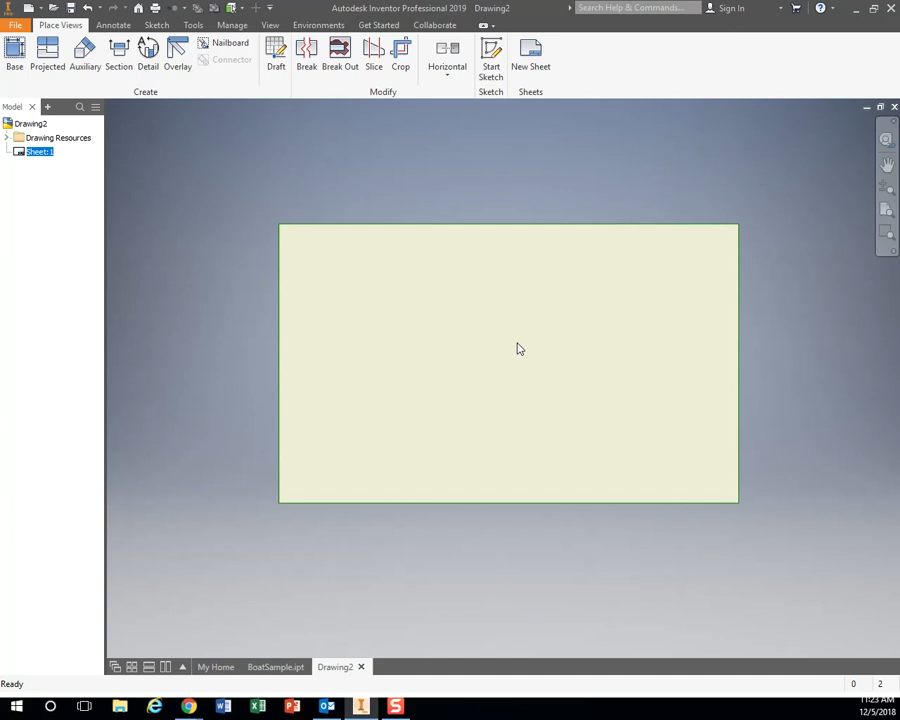 Autodesk Inventor Professional 2019 Drawing2 Search Help & Commands... Sign In
File Place Views Annotate Sketch Tools Manage View Environments Get Started Collaborate
Base Projected Auxiliary Section Detail Overlay Nailboard Connector Draft Break Break Out Slice Crop Horizontal Start Sketch New Sheet
Create Modify Sketch Sheets
Model
Drawing2
Drawing Resources
Sheet:1
My Home BoatSample.ipt Drawing2
Ready 0 2
11:23 AM
12/5/2018